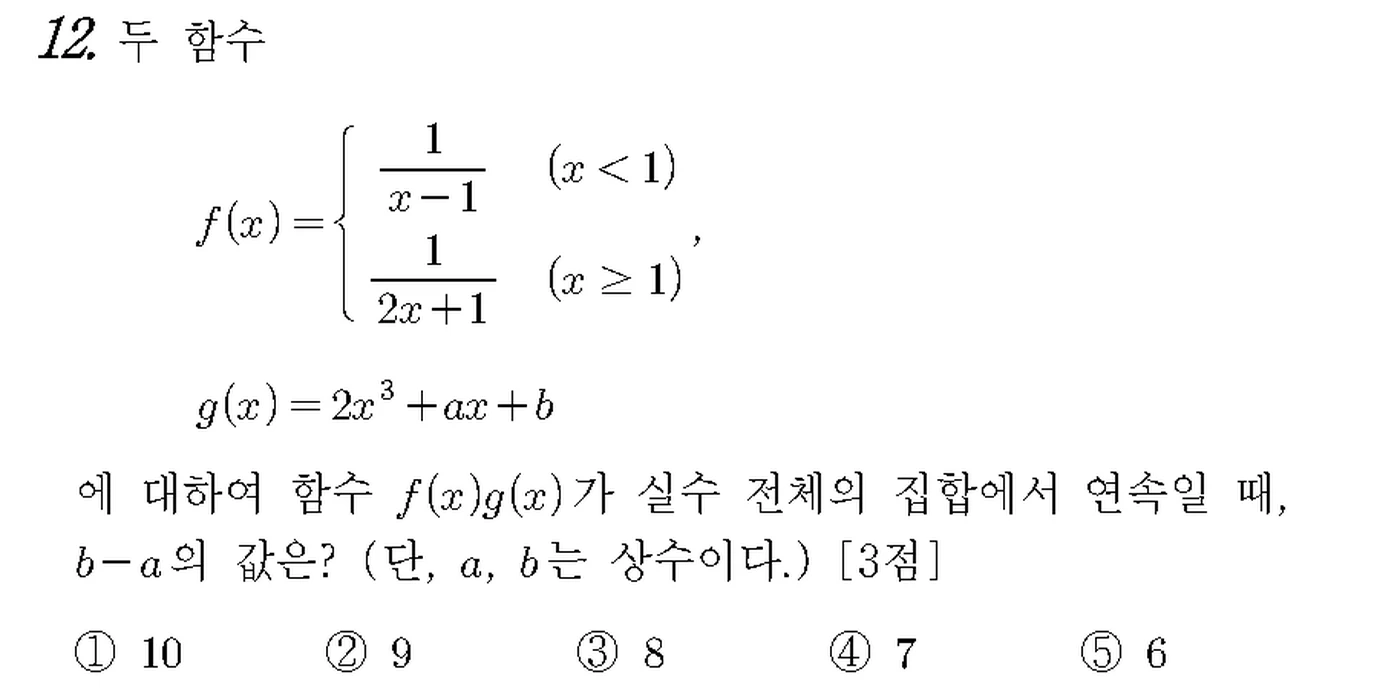 12. 두 함수
f(x) = { 1/(x-1) (x < 1)
1/(2x+1) (x ≥ 1) ,
g(x) = 2x³ + ax + b
에 대하여 함수 f(x)g(x)가 실수 전체의 집합에서 연속일 때,
b-a의 값은? (단, a, b는 상수이다.) [3점]
① 10 ② 9 ③ 8 ④ 7 ⑤ 6